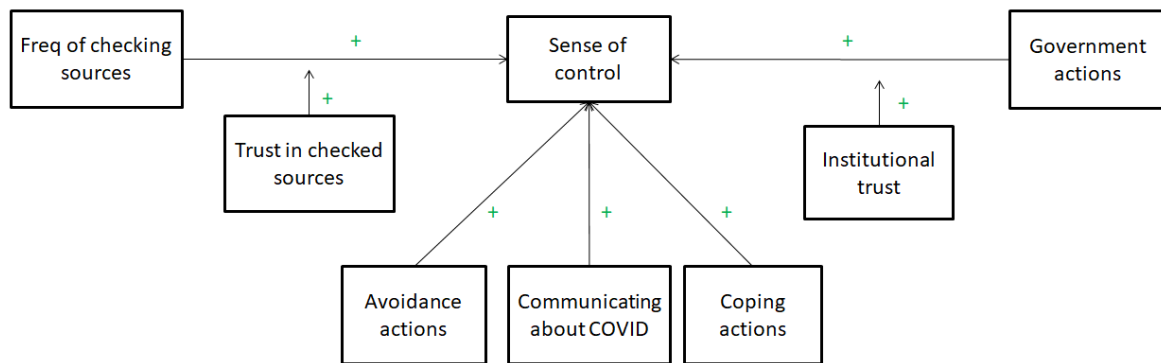 Freq of checking
sources
+
Sense of
control
+
Government
actions
+
Trust in checked
sources
+
Institutional
trust
+
+
+
Avoidance
actions
Communicating
about COVID
Coping
actions